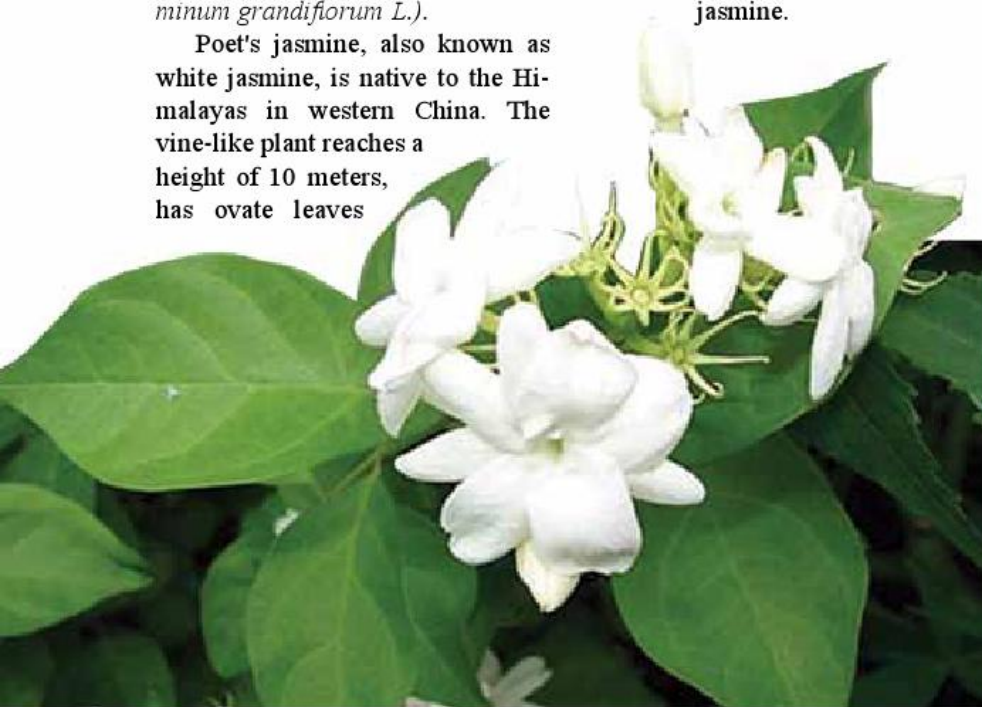 minum grandiflorum L.).
Poet's jasmine, also known as
white jasmine, is native to the Hi-
malayas in western China. The
vine-like plant reaches a
height of 10 meters,
has ovate leaves
jasmine.